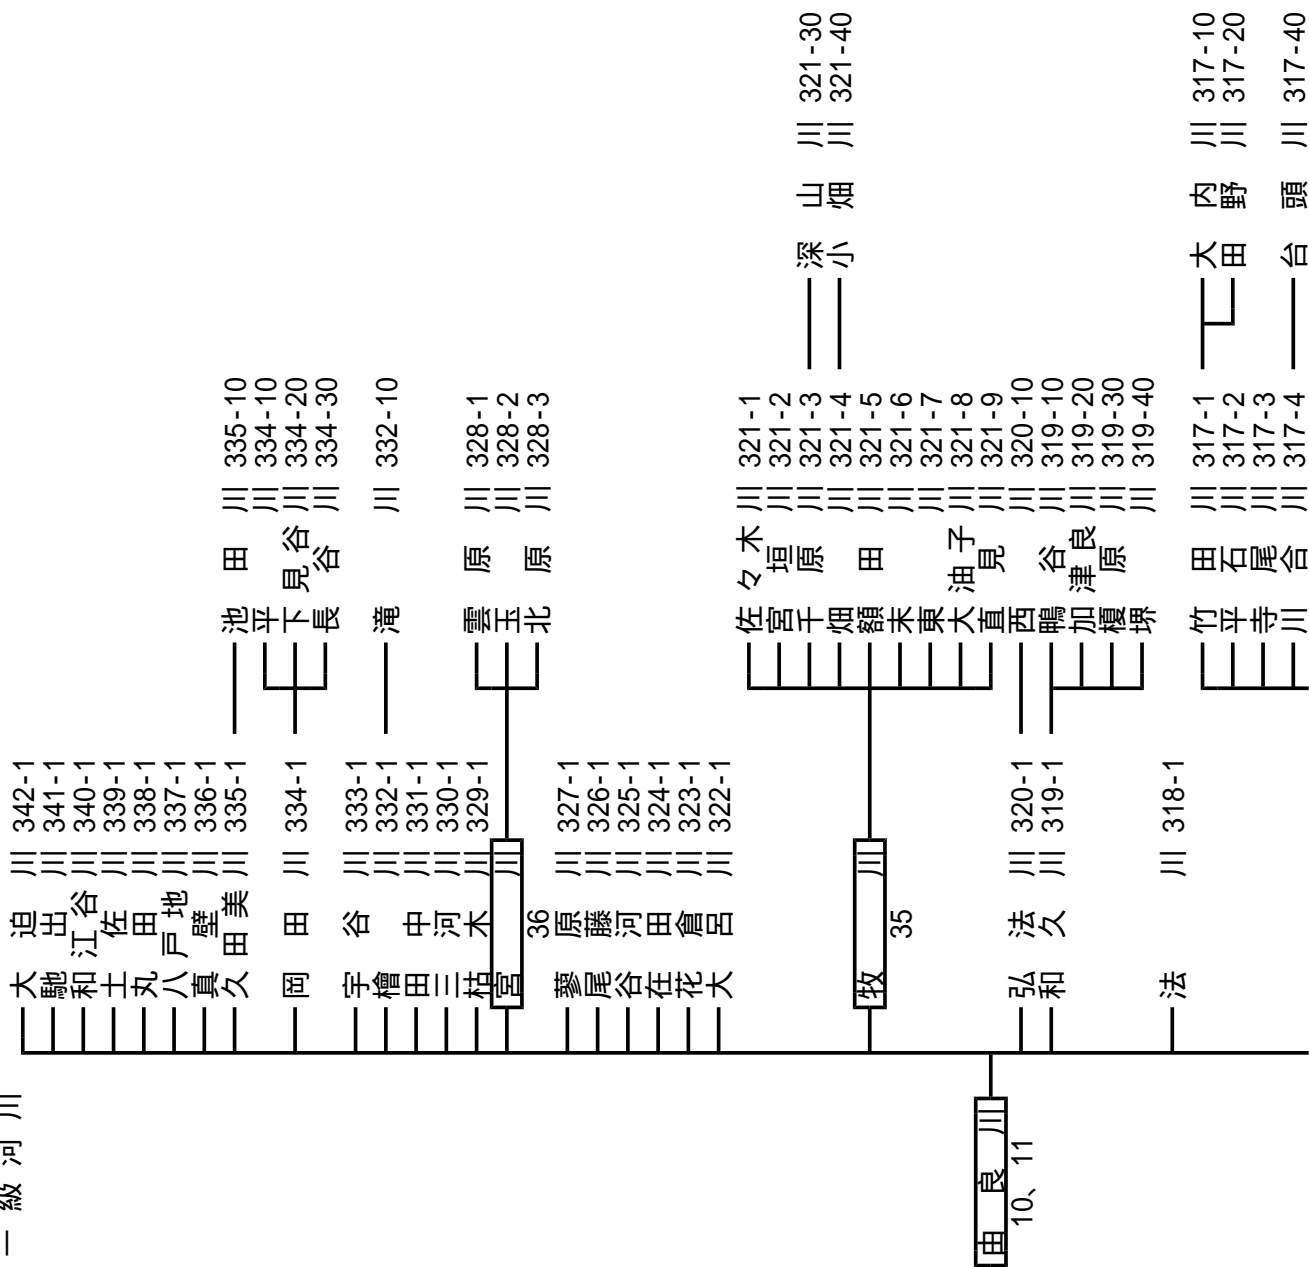 一級河川
由良川
10、11
大迫川 342-1
馳出川 341-1
和江谷川 340-1
土佐川 339-1
丸田川 338-1
八戸地川 337-1
真壁川 336-1
久田美川 335-1
池田川 335-10
岡田川 334-1
平川 334-10
下見谷川 334-20
長谷川 334-30
宇谷川 333-1
檜川 332-1
滝川 332-10
田中川 331-1
三河川 330-1
枯木川 329-1
宮川
36
雲原川 328-1
玉川 328-2
北原川 328-3
蓼原川 327-1
尾藤川 326-1
谷河川 325-1
在田川 324-1
花倉川 323-1
大呂川 322-1
牧川
35
佐々木川 321-1
宮垣川 321-2
千原川 321-3
深山川 321-30
畑川 321-4
小畑川 321-40
額田川 321-5
川 321-6
東川 321-7
大油子川 321-8
直見川 321-9
弘法川 320-1
西川 320-10
和久川 319-1
鴨谷川 319-10
加津良川 319-20
榎原川 319-30
堺川 319-40
法川 318-1
竹田川 317-1
大内川 317-10
田野川 317-20
平石川 317-2
寺尾川 317-3
川合川 317-4
台頭川 317-40